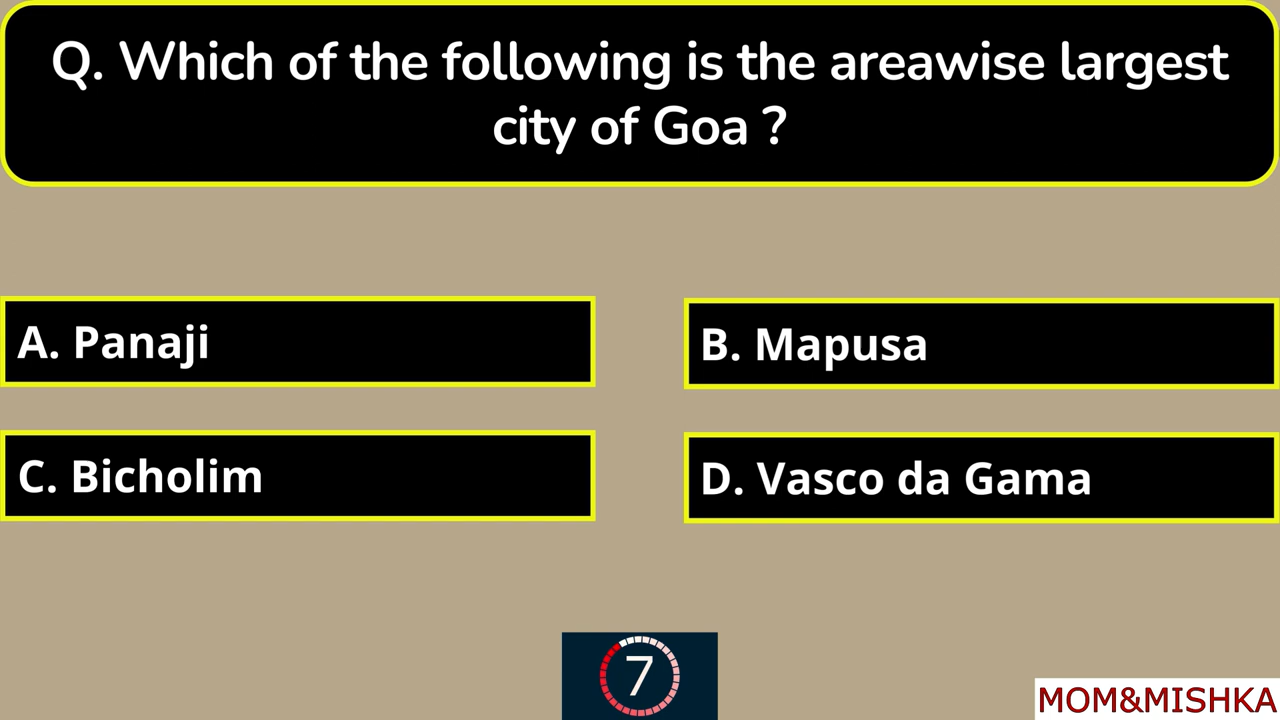 Q. Which of the following is the areawise largest
city of Goa ?
A. Panaji
B. Mapusa
C. Bicholim
D. Vasco da Gama
7
MOM&MISHKA